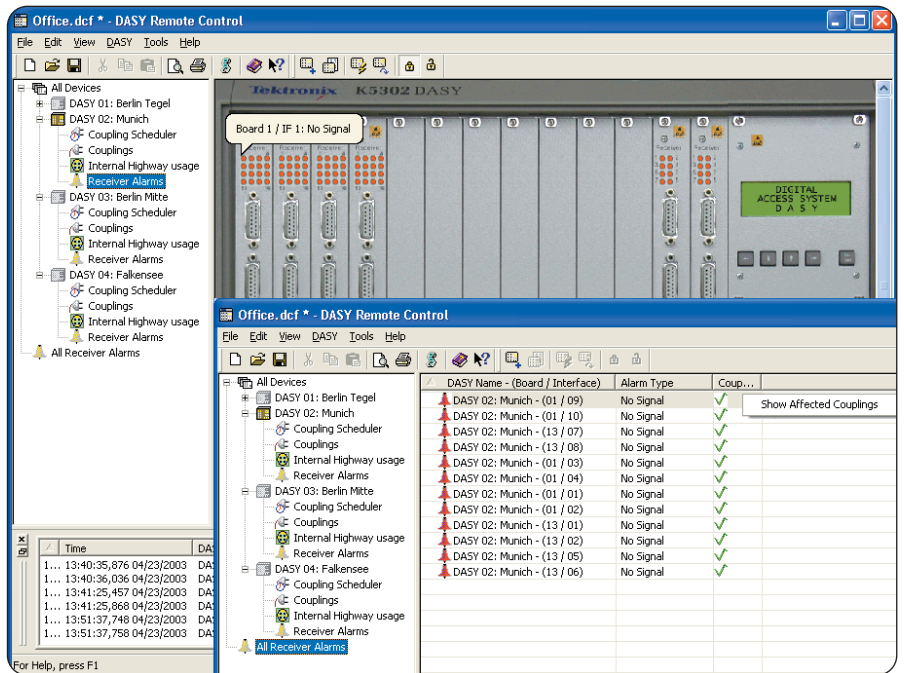 Office.dcf * - DASY Remote Control
File Edit View DASY Tools Help
All Devices
DASY 01: Berlin Tegel
DASY 02: Munich
Coupling Scheduler
Couplings
Internal Highway usage
Receiver Alarms
DASY 03: Berlin Mitte
Coupling Scheduler
Couplings
Internal Highway usage
Receiver Alarms
DASY 04: Falkensee
Coupling Scheduler
Couplings
Internal Highway usage
Receiver Alarms
All Receiver Alarms
Tektronix K5302 DASY
Board 1 / IF 1: No Signal
DIGITAL
ACCESS SYSTEM
D A S Y
Time DA
1... 13:40:35,876 04/23/2003 DA
1... 13:40:36,036 04/23/2003 DA
1... 13:41:25,457 04/23/2003 DA
1... 13:41:25,868 04/23/2003 DA
1... 13:51:37,748 04/23/2003 DA
1... 13:51:37,758 04/23/2003 DA
For Help, press F1
Office.dcf * - DASY Remote Control
File Edit View DASY Tools Help
All Devices
DASY 01: Berlin Tegel
DASY 02: Munich
Coupling Scheduler
Couplings
Internal Highway usage
Receiver Alarms
DASY 03: Berlin Mitte
Coupling Scheduler
Couplings
Internal Highway usage
Receiver Alarms
DASY 04: Falkensee
Coupling Scheduler
Couplings
Internal Highway usage
Receiver Alarms
All Receiver Alarms
DASY Name - (Board / Interface) Alarm Type Coup...
DASY 02: Munich - (01 / 09) No Signal
DASY 02: Munich - (01 / 10) No Signal
DASY 02: Munich - (13 / 07) No Signal
DASY 02: Munich - (13 / 08) No Signal
DASY 02: Munich - (01 / 03) No Signal
DASY 02: Munich - (01 / 04) No Signal
DASY 02: Munich - (01 / 01) No Signal
DASY 02: Munich - (01 / 02) No Signal
DASY 02: Munich - (13 / 01) No Signal
DASY 02: Munich - (13 / 02) No Signal
DASY 02: Munich - (13 / 05) No Signal
DASY 02: Munich - (13 / 06) No Signal
Show Affected Couplings